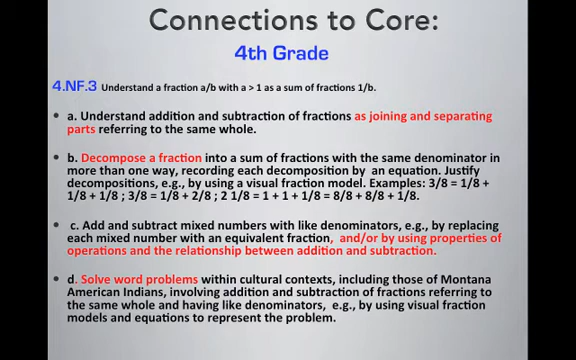 Connections to Core:
4th Grade
4.NF.3 Understand a fraction a/b with a > 1 as a sum of fractions 1/b.
• a. Understand addition and subtraction of fractions as joining and separating
parts referring to the same whole.
• b. Decompose a fraction into a sum of fractions with the same denominator in
more than one way, recording each decomposition by an equation. Justify
decompositions, e.g., by using a visual fraction model. Examples: 3/8 = 1/8 +
1/8 + 1/8 ; 3/8 = 1/8 + 2/8 ; 2 1/8 = 1 + 1 + 1/8 = 8/8 + 8/8 + 1/8.
• c. Add and subtract mixed numbers with like denominators, e.g., by replacing
each mixed number with an equivalent fraction, and/or by using properties of
operations and the relationship between addition and subtraction.
• d. Solve word problems within cultural contexts, including those of Montana
American Indians, involving addition and subtraction of fractions referring to
the same whole and having like denominators, e.g., by using visual fraction
models and equations to represent the problem.